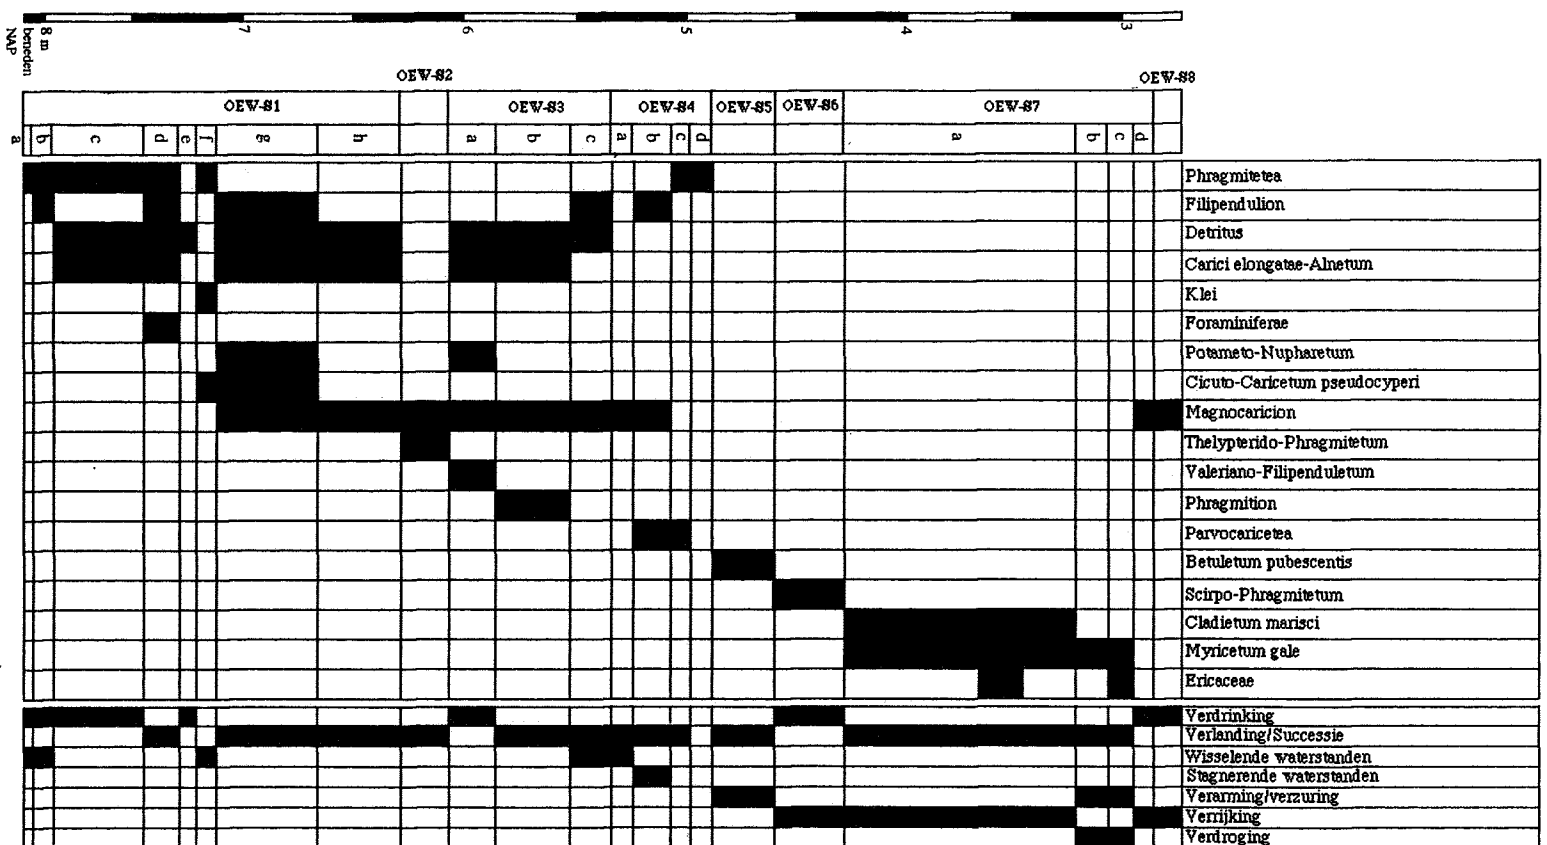 8 m
beneden
NAP
7
6
5
4
3
OEW-S2
OEW-S8
OEW-S1
OEW-S3
OEW-S4
OEW-S5
OEW-S6
OEW-S7
a
b
c
d
e
f
g
h
a
b
c
a
b
c
d
a
b
c
d
Phragmitetea
Filipendulion
Detritus
Carici elongatae-Alnetum
Klei
Foraminiferae
Potameto-Nupharetum
Cicuto-Caricetum pseudocyperi
Magnocaricion
Thelypterido-Phragmitetum
Valeriano-Filipenduletum
Phragmition
Parvocaricetea
Betuletum pubescentis
Scirpo-Phragmitetum
Cladietum marisci
Myricetum gale
Ericaceae
Verdrinking
Verlanding/Successie
Wisselende waterstanden
Stagnerende waterstanden
Verarming/verzuring
Verrijking
Verdroging